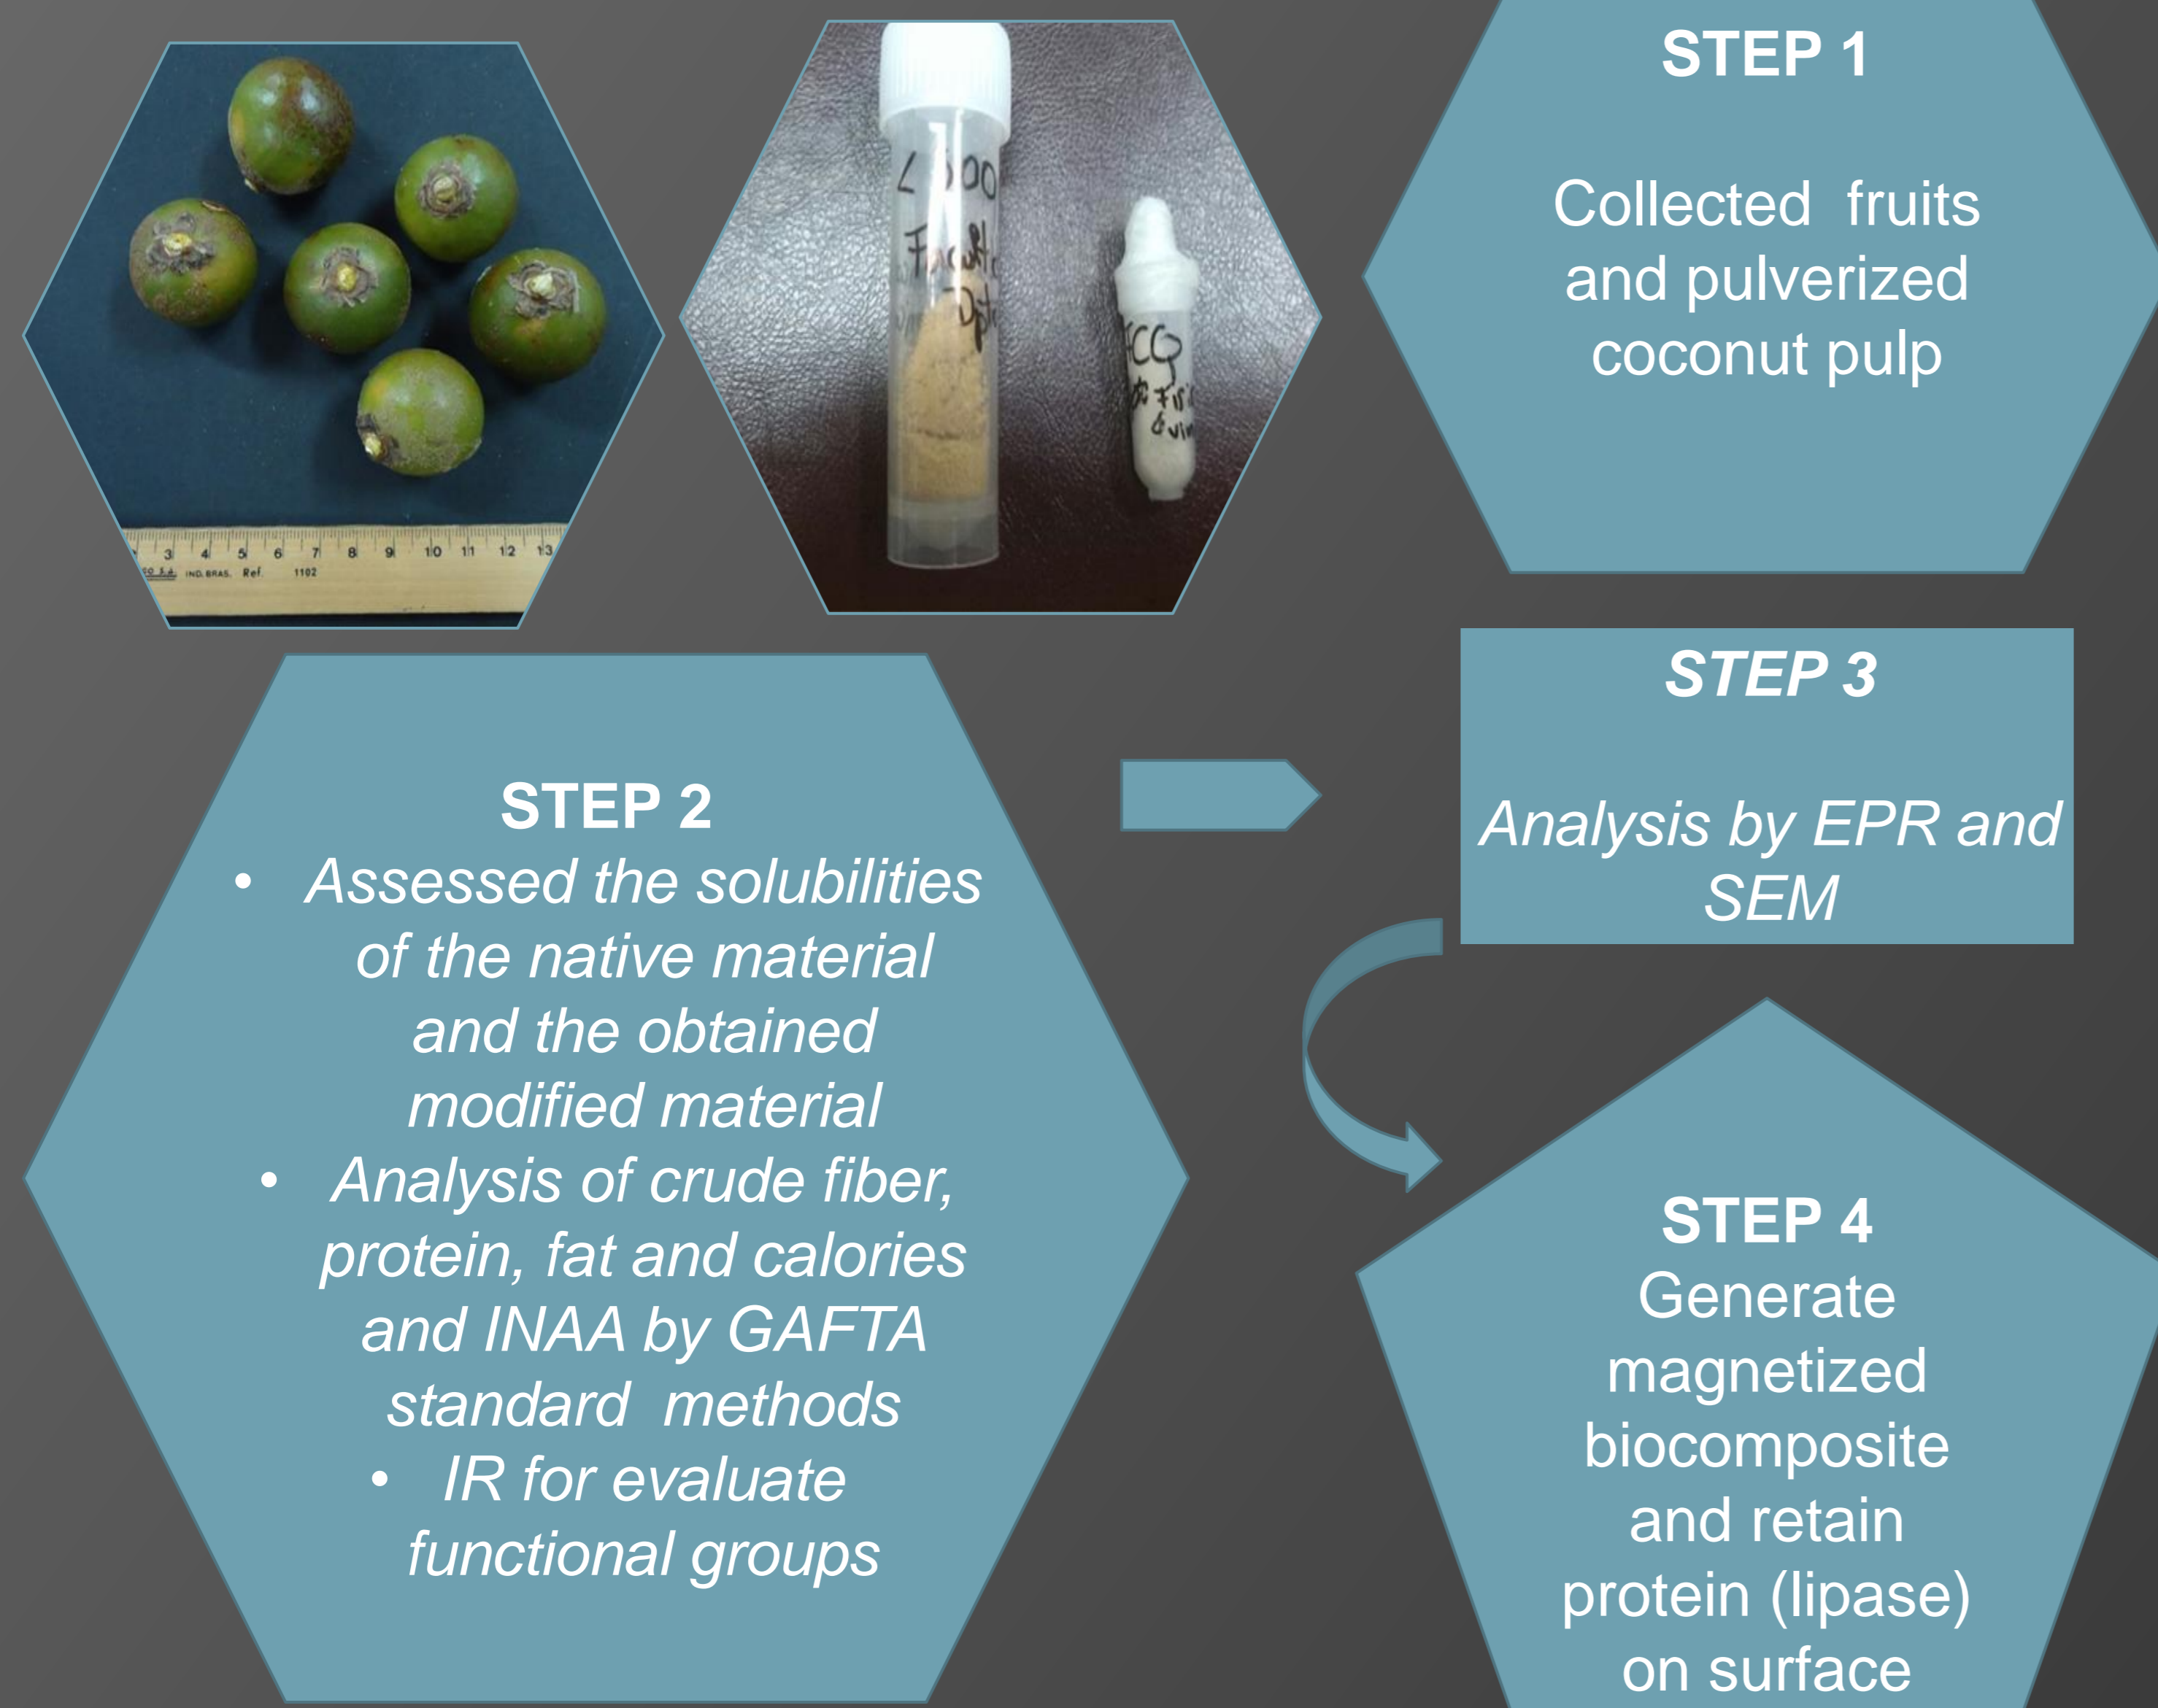 STEP 1
Collected fruits
and pulverized
coconut pulp
3 4 5 6 7 8 9 10 11 12 13
IND. BRAS. Ref. 1102
STEP 2
• Assessed the solubilities
of the native material
and the obtained
modified material
• Analysis of crude fiber,
protein, fat and calories
and INAA by GAFTA
standard methods
• IR for evaluate
functional groups
STEP 3
Analysis by EPR and
SEM
STEP 4
Generate
magnetized
biocomposite
and retain
protein (lipase)
on surface